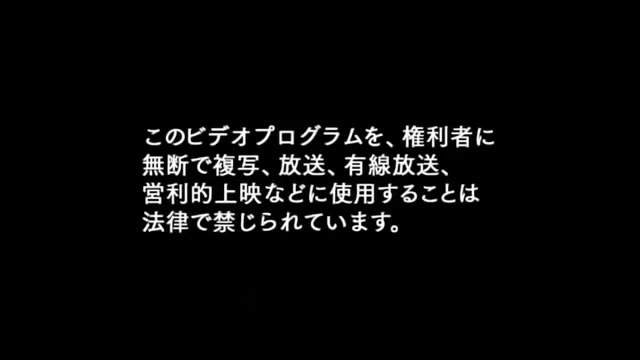 このビデオプログラムを、権利者に
無断で複写、放送、有線放送、
営利的上映などに使用することは
法律で禁じられています。